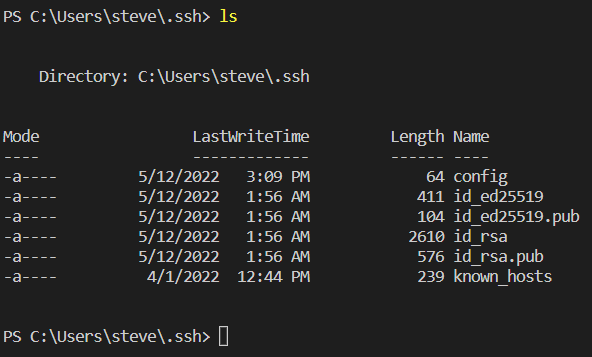 PS C:\Users\steve\.ssh> ls
Directory: C:\Users\steve\.ssh
Mode LastWriteTime Length Name
---- ------------- ------ ----
-a---- 5/12/2022 3:09 PM 64 config
-a---- 5/12/2022 1:56 AM 411 id_ed25519
-a---- 5/12/2022 1:56 AM 104 id_ed25519.pub
-a---- 5/12/2022 1:56 AM 2610 id_rsa
-a---- 5/12/2022 1:56 AM 576 id_rsa.pub
-a---- 4/1/2022 12:44 PM 239 known_hosts
PS C:\Users\steve\.ssh>